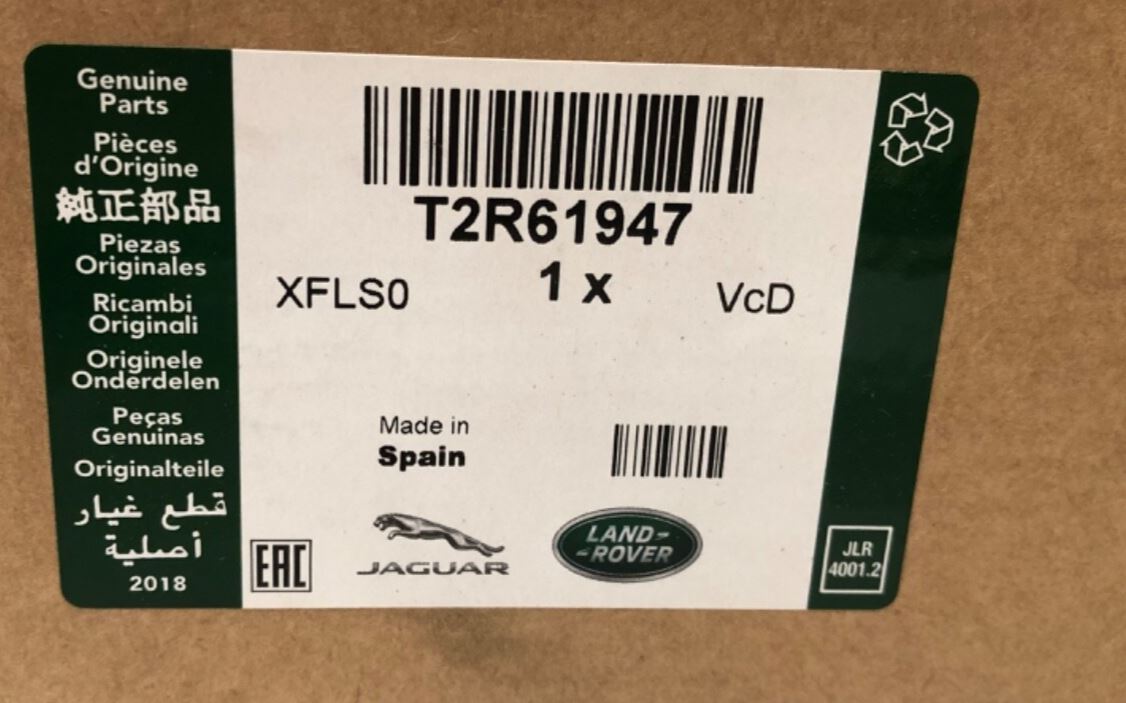 Genuine
Parts
Pièces
d'Origine
純正部品
Piezas
Originales
Ricambi
Originali
Originele
Onderdelen
Peças
Genuinas
Originalteile
قطع غيار
أصلية
2018
T2R61947
1 x
XFLS0
VcD
Made in
Spain
EAC
JAGUAR
LAND-
-ROVER
JLR
4001.2